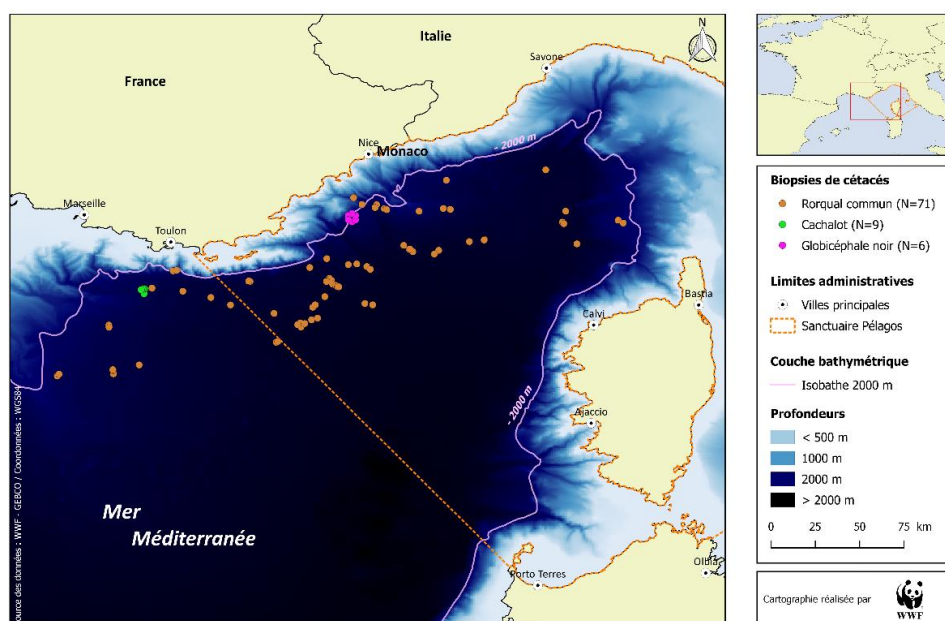 Italie
N
Savone
France
Nice
Monaco
- 2000 m
Marseille
Toulon
Bastia
Calvi
- 2000 m
Ajaccio
Mer
Méditerranée
Porto Terres
Olbia
ource des données : WWF - GEBCO / Coordonnées : WGS84
Biopsies de cétacés
Rorqual commun (N=71)
Cachalot (N=9)
Globicéphale noir (N=6)
Limites administratives
Villes principales
Sanctuaire Pélagos
Couche bathymétrique
Isobathe 2000 m
Profondeurs
< 500 m
1000 m
2000 m
> 2000 m
0 25 50 75 km
Cartographie réalisée par
WWF